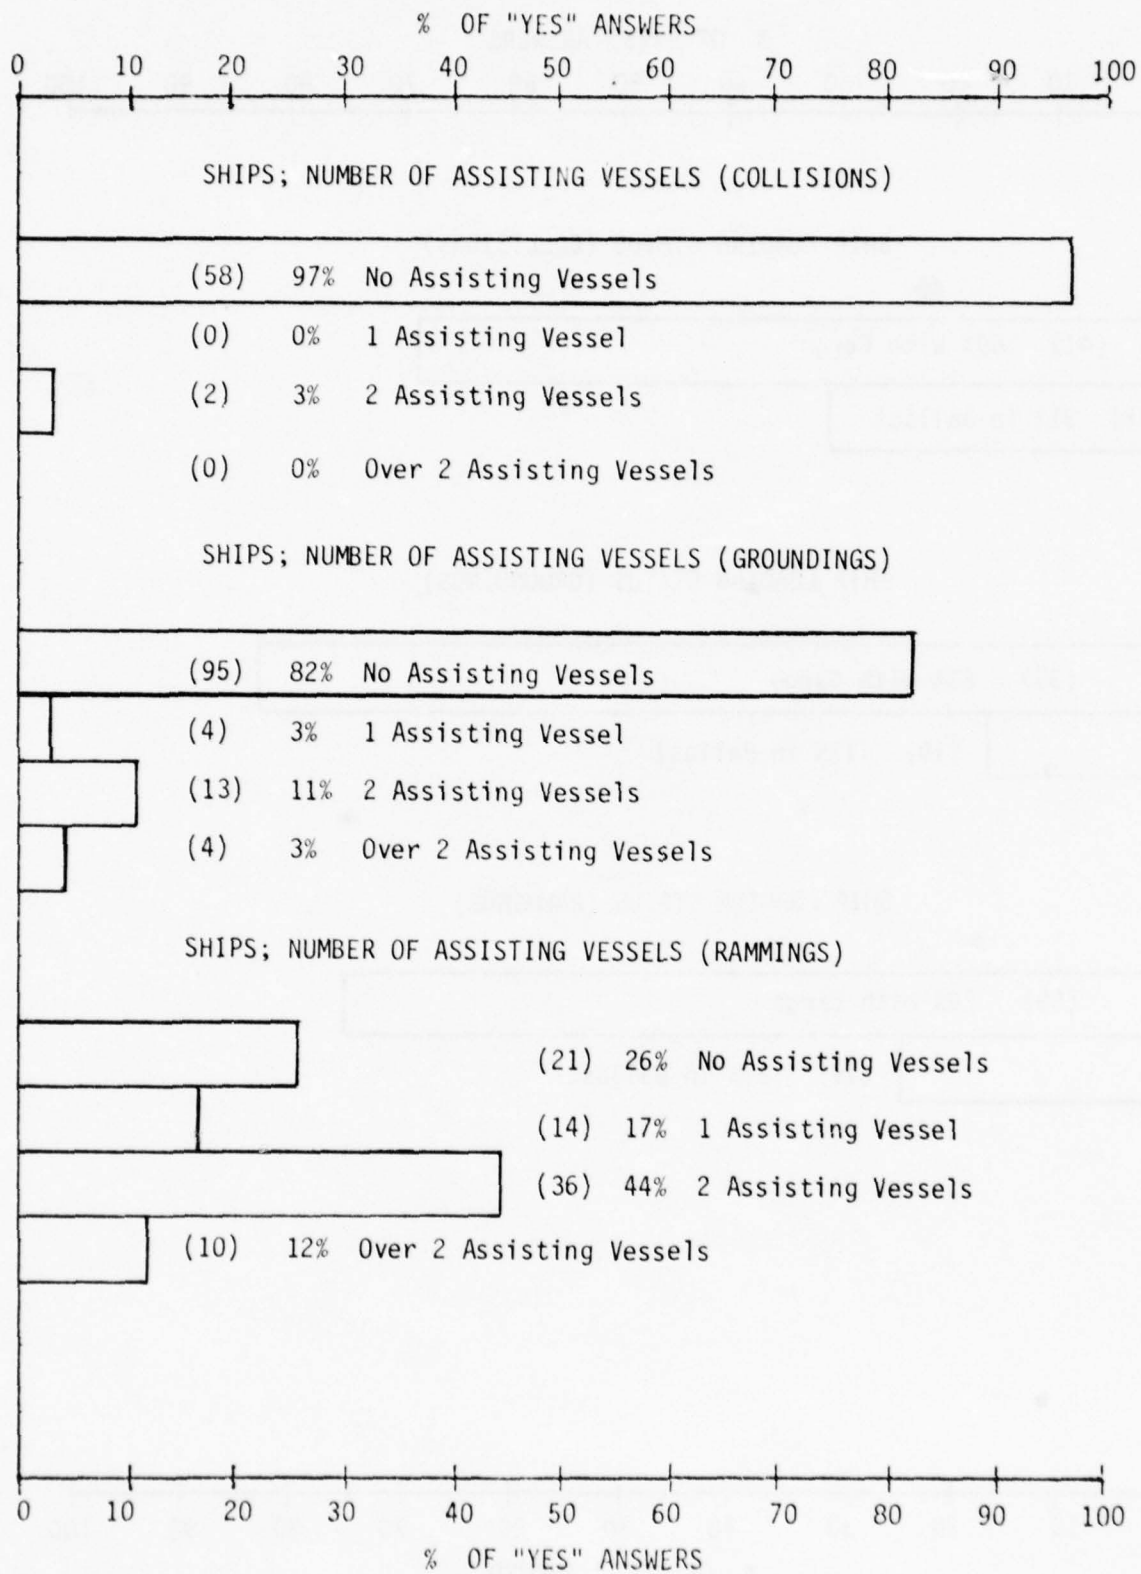 % OF "YES" ANSWERS
0 10 20 30 40 50 60 70 80 90 100
SHIPS; NUMBER OF ASSISTING VESSELS (COLLISIONS)
(58) 97% No Assisting Vessels
(0) 0% 1 Assisting Vessel
(2) 3% 2 Assisting Vessels
(0) 0% Over 2 Assisting Vessels
SHIPS; NUMBER OF ASSISTING VESSELS (GROUNDINGS)
(95) 82% No Assisting Vessels
(4) 3% 1 Assisting Vessel
(13) 11% 2 Assisting Vessels
(4) 3% Over 2 Assisting Vessels
SHIPS; NUMBER OF ASSISTING VESSELS (RAMMINGS)
(21) 26% No Assisting Vessels
(14) 17% 1 Assisting Vessel
(36) 44% 2 Assisting Vessels
(10) 12% Over 2 Assisting Vessels
0 10 20 30 40 50 60 70 80 90 100
% OF "YES" ANSWERS